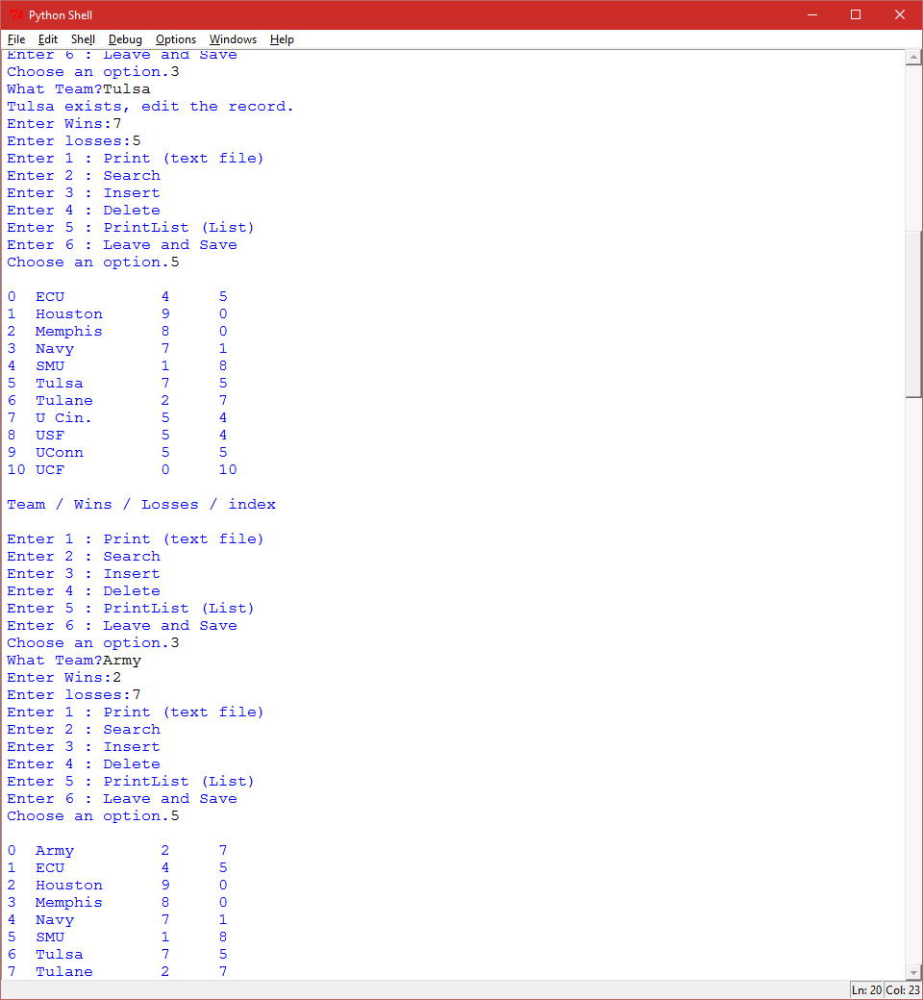 Python Shell
File Edit Shell Debug Options Windows Help
Enter 6 : Leave and Save
Choose an option.3
What Team?Tulsa
Tulsa exists, edit the record.
Enter Wins:7
Enter losses:5
Enter 1 : Print (text file)
Enter 2 : Search
Enter 3 : Insert
Enter 4 : Delete
Enter 5 : PrintList (List)
Enter 6 : Leave and Save
Choose an option.5
0 ECU 4 5
1 Houston 9 0
2 Memphis 8 0
3 Navy 7 1
4 SMU 1 8
5 Tulsa 7 5
6 Tulane 2 7
7 U Cin. 5 4
8 USF 5 4
9 UConn 5 5
10 UCF 0 10
Team / Wins / Losses / index
Enter 1 : Print (text file)
Enter 2 : Search
Enter 3 : Insert
Enter 4 : Delete
Enter 5 : PrintList (List)
Enter 6 : Leave and Save
Choose an option.3
What Team?Army
Enter Wins:2
Enter losses:7
Enter 1 : Print (text file)
Enter 2 : Search
Enter 3 : Insert
Enter 4 : Delete
Enter 5 : PrintList (List)
Enter 6 : Leave and Save
Choose an option.5
0 Army 2 7
1 ECU 4 5
2 Houston 9 0
3 Memphis 8 0
4 Navy 7 1
5 SMU 1 8
6 Tulsa 7 5
7 Tulane 2 7
Ln: 20 Col: 23